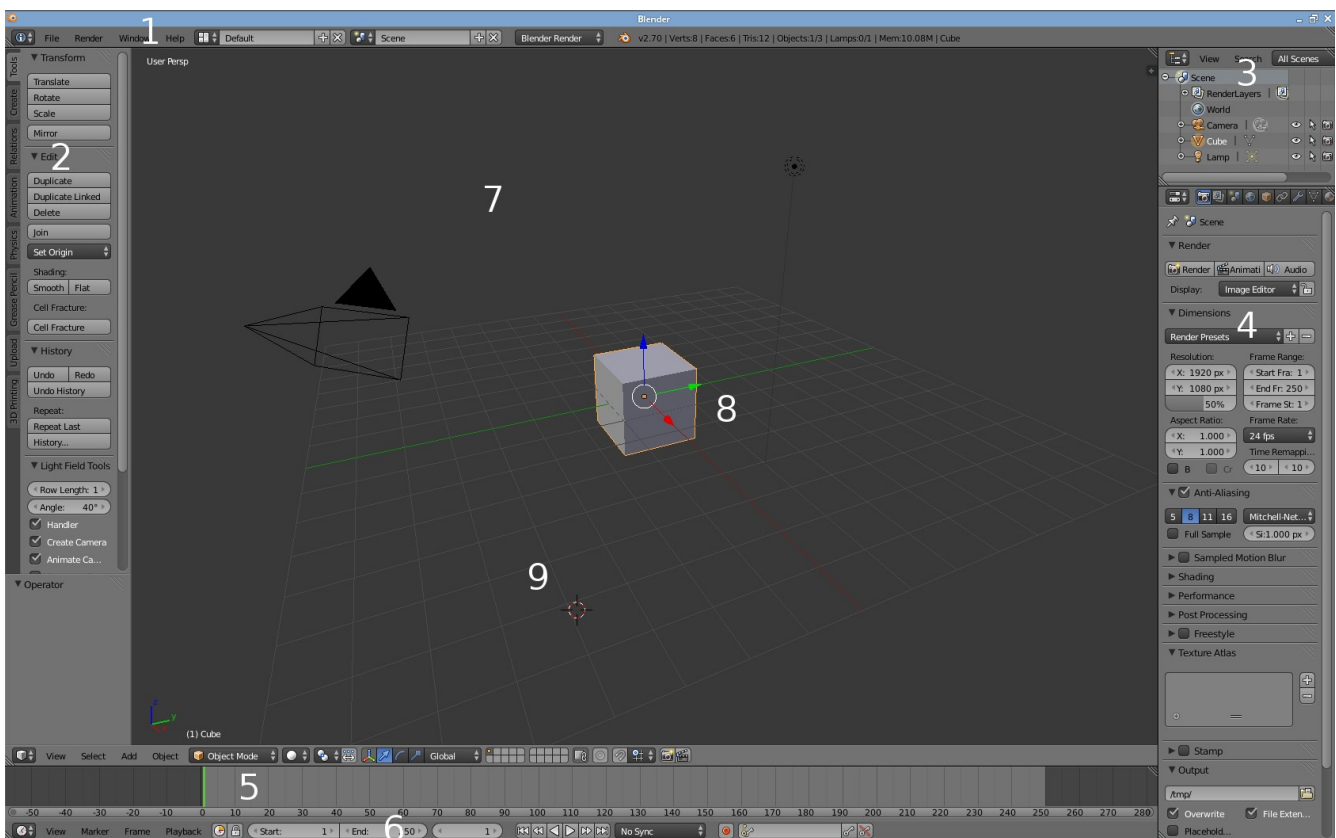 Blender
1
File Render Window Help Default Scene Blender Render v2.70 | Verts:8 | Faces:6 | Tris:12 | Objects:1/3 | Lamps:0/1 | Mem:10.08M | Cube
Tools
Create
Relations
Animation
Physics
Grease Pencil
Upload
3D Printing
Transform
Translate
Rotate
Scale
Mirror
Edit
2
Duplicate
Duplicate Linked
Delete
Join
Set Origin
Shading:
Smooth Flat
Cell Fracture:
Cell Fracture
History
Undo Redo
Undo History
Repeat:
Repeat Last
History...
Light Field Tools
Row Length: 1
Angle: 40°
Handler
Create Camera
Animate Ca...
Operator
User Persp
7
8
9
z
y
x
(1) Cube
View Select Add Object Object Mode Global
5
-50 -40 -30 -20 -10 0 10 20 30 40 50 60 70 80 90 100 110 120 130 140 150 160 170 180 190 200 210 220 230 240 250 260 270 280
View Marker Frame Playback Start: 1 End: 50 1 No Sync
6
View Search All Scenes
3
Scene
RenderLayers |
World
Camera |
Cube |
Lamp |
Scene
Render
Render Animati Audio
Display: Image Editor
Dimensions
4
Render Presets
Resolution: Frame Range:
X: 1920 px Start Fra: 1
Y: 1080 px End Fr: 250
50% Frame St: 1
Aspect Ratio: Frame Rate:
X: 1.000 24 fps
Y: 1.000 Time Remappi...
B Cr 10 10
Anti-Aliasing
5 8 11 16 Mitchell-Net...
Full Sample Si:1.000 px
Sampled Motion Blur
Shading
Performance
Post Processing
Freestyle
Texture Atlas
Stamp
Output
/tmp/
Overwrite File Exten...
Placehold...